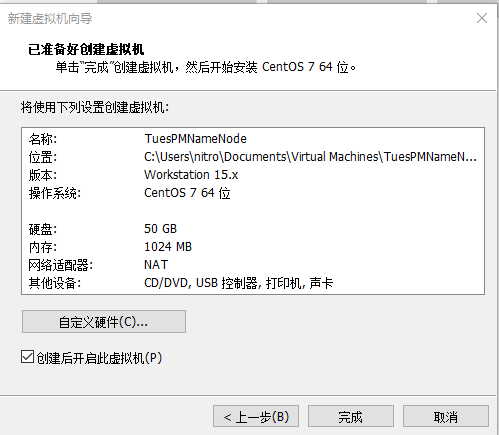 新建虚拟机向导
已准备好创建虚拟机
单击“完成”创建虚拟机，然后开始安装 CentOS 7 64 位。
将使用下列设置创建虚拟机:
名称: TuesPMNameNode
位置: C:\Users\nitro\Documents\Virtual Machines\TuesPMNameN...
版本: Workstation 15.x
操作系统: CentOS 7 64 位
硬盘: 50 GB
内存: 1024 MB
网络适配器: NAT
其他设备: CD/DVD, USB 控制器, 打印机, 声卡
自定义硬件(C)...
创建后开启此虚拟机(P)
< 上一步(B) 完成 取消